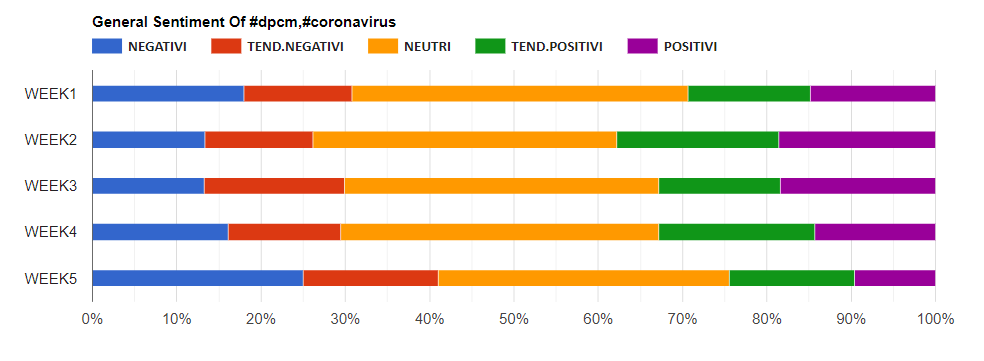 General Sentiment Of #dpcm,#coronavirus
NEGATIVI TEND.NEGATIVI NEUTRI TEND.POSITIVI POSITIVI
WEEK1
WEEK2
WEEK3
WEEK4
WEEK5
0% 10% 20% 30% 40% 50% 60% 70% 80% 90% 100%